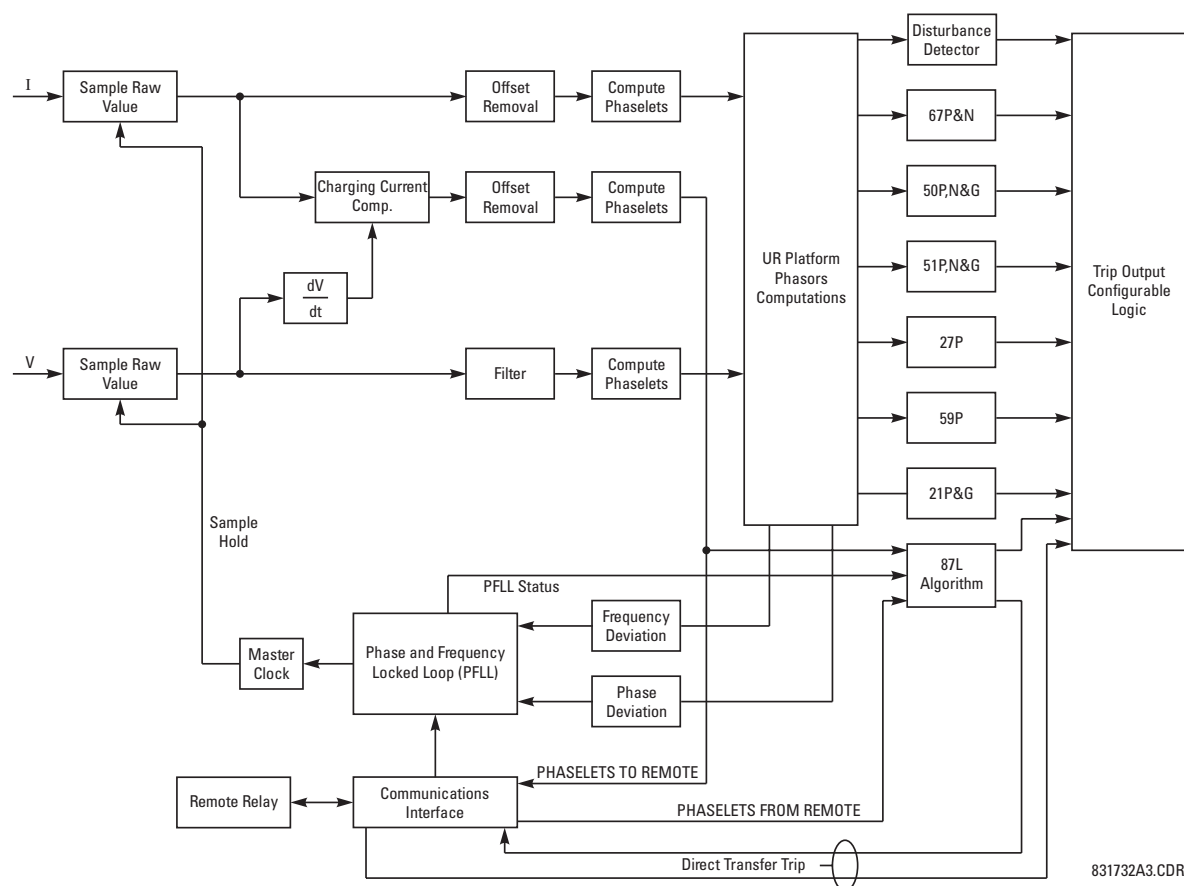 Disturbance
Detector
I
Sample Raw
Value
Offset
Removal
Compute
Phaselets
67P&N
Charging Current
Comp.
Offset
Removal
Compute
Phaselets
50P,N&G
UR Platform
Phasors
Computations
51P,N&G
Trip Output
Configurable
Logic
dV
dt
27P
V
Sample Raw
Value
Filter
Compute
Phaselets
59P
21P&G
Sample
Hold
87L
Algorithm
PFLL Status
Frequency
Deviation
Master
Clock
Phase and Frequency
Locked Loop (PFLL)
Phase
Deviation
PHASELETS TO REMOTE
Remote Relay
Communications
Interface
PHASELETS FROM REMOTE
Direct Transfer Trip
831732A3.CDR